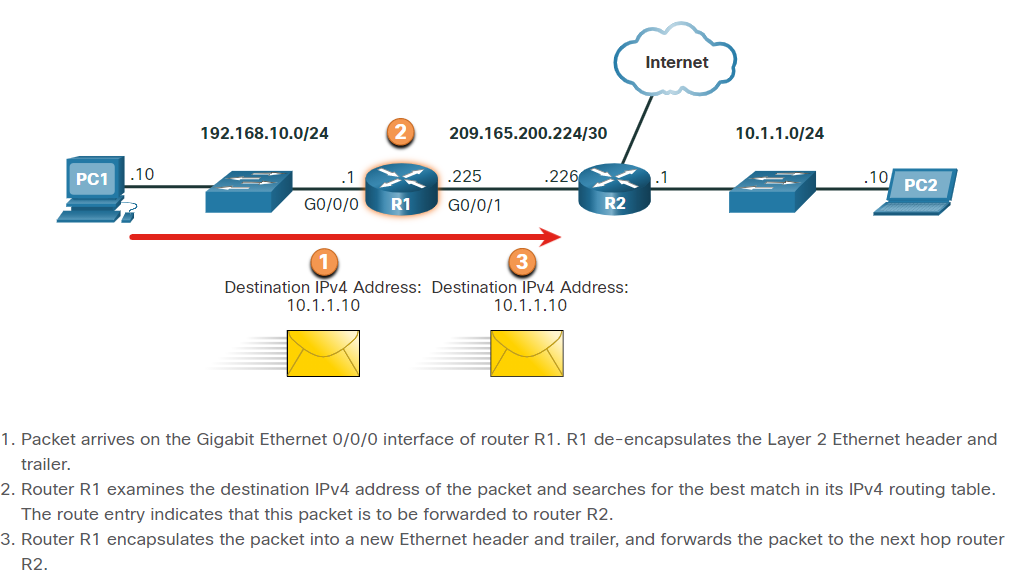 Internet
192.168.10.0/24
2
209.165.200.224/30
10.1.1.0/24
PC1
.10
.1
.225
.226
.1
.10
PC2
G0/0/0
R1
G0/0/1
R2
1
3
Destination IPv4 Address:
10.1.1.10
Destination IPv4 Address:
10.1.1.10
1. Packet arrives on the Gigabit Ethernet 0/0/0 interface of router R1. R1 de-encapsulates the Layer 2 Ethernet header and
trailer.
2. Router R1 examines the destination IPv4 address of the packet and searches for the best match in its IPv4 routing table.
The route entry indicates that this packet is to be forwarded to router R2.
3. Router R1 encapsulates the packet into a new Ethernet header and trailer, and forwards the packet to the next hop router
R2.